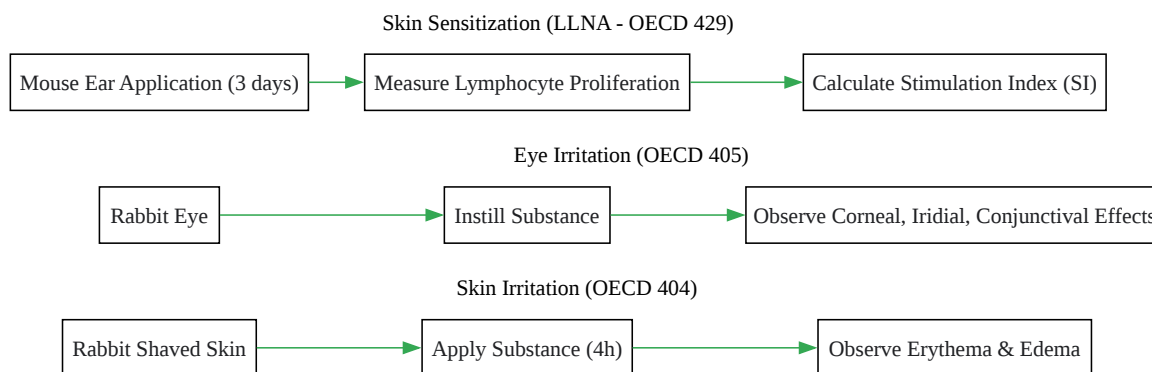 Skin Sensitization (LLNA - OECD 429)
Mouse Ear Application (3 days)
Measure Lymphocyte Proliferation
Calculate Stimulation Index (SI)
Eye Irritation (OECD 405)
Rabbit Eye
Instill Substance
Observe Corneal, Iridial, Conjunctival Effects
Skin Irritation (OECD 404)
Rabbit Shaved Skin
Apply Substance (4h)
Observe Erythema & Edema